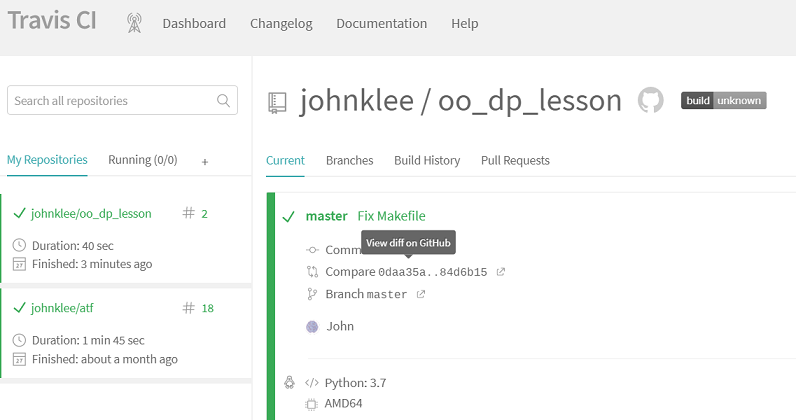 Travis CI Dashboard Changelog Documentation Help
Search all repositories
My Repositories Running (0/0) +
johnklee/oo_dp_lesson # 2
Duration: 40 sec
Finished: 3 minutes ago
johnklee/atf # 18
Duration: 1 min 45 sec
Finished: about a month ago
johnklee / oo_dp_lesson build unknown
Current Branches Build History Pull Requests
master Fix Makefile
View diff on GitHub
Comm
Compare 0daa35a..84d6b15
Branch master
John
Python: 3.7
AMD64